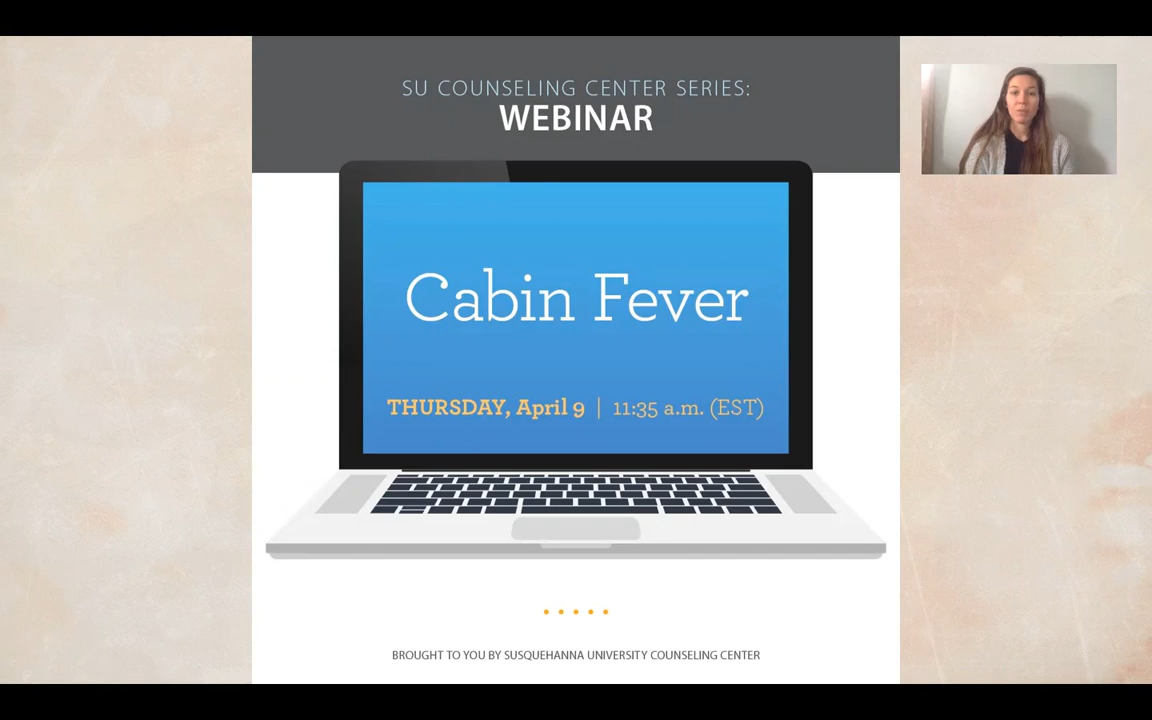 SU COUNSELING CENTER SERIES:
WEBINAR
Cabin Fever
THURSDAY, April 9 | 11:35 a.m. (EST)
BROUGHT TO YOU BY SUSQUEHANNA UNIVERSITY COUNSELING CENTER